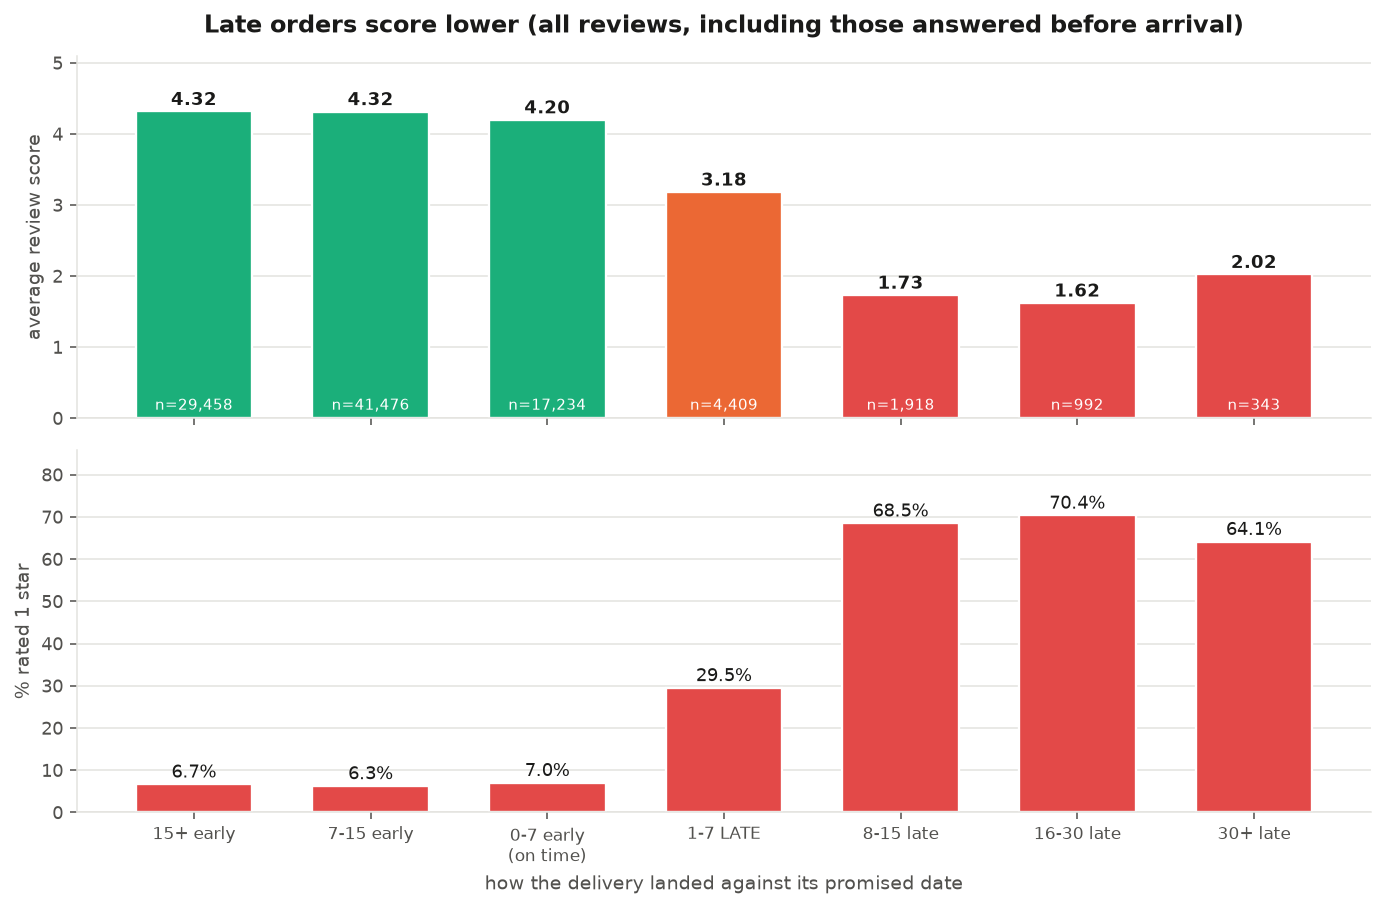 Late orders score lower (all reviews, including those answered before arrival)
average review score
5
4
3
2
1
0
4.32
4.32
4.20
3.18
1.73
1.62
2.02
n=29,458
n=41,476
n=17,234
n=4,409
n=1,918
n=992
n=343
% rated 1 star
80
70
60
50
40
30
20
10
0
6.7%
6.3%
7.0%
29.5%
68.5%
70.4%
64.1%
15+ early
7-15 early
0-7 early
(on time)
1-7 LATE
8-15 late
16-30 late
30+ late
how the delivery landed against its promised date